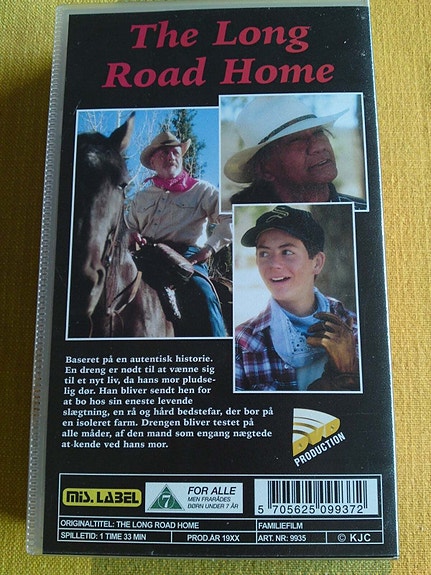 The Long
Road Home
Baseret på en autentisk historie.
En dreng er nødt til at vænne sig
til et nyt liv, da hans mor pludse-
lig dør. Han bliver sendt hen for
at bo hos sin eneste levende
slægtning, en rå og hård bedstefar, der bor på
en isoleret farm. Drengen bliver testet på
alle måder, af den mand som engang nægtede
at-kende ved hans mor.
DVD
PRODUCTION
mis. LABEL
7
FOR ALLE
MEN FRARÅDES
BØRN UNDER 7 ÅR
5 705625 099372
ORIGINALTITEL: THE LONG ROAD HOME
FAMILIEFILM
SPILLETID: 1 TIME 33 MIN
PROD.ÅR 19XX
ART. NR: 9935
© KJC